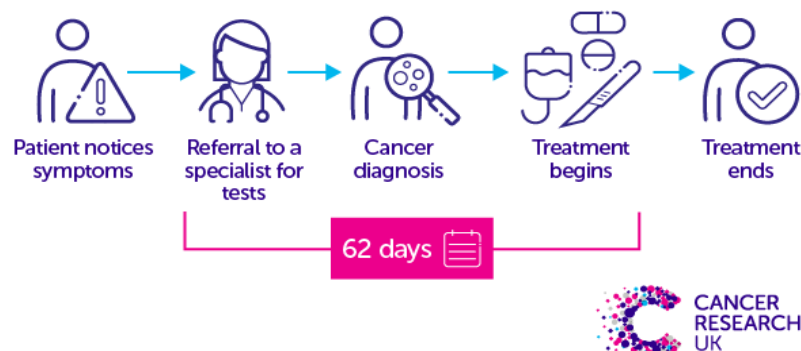 Patient notices
symptoms
Referral to a
specialist for
tests
Cancer
diagnosis
Treatment
begins
Treatment
ends
62 days
CANCER
RESEARCH
UK